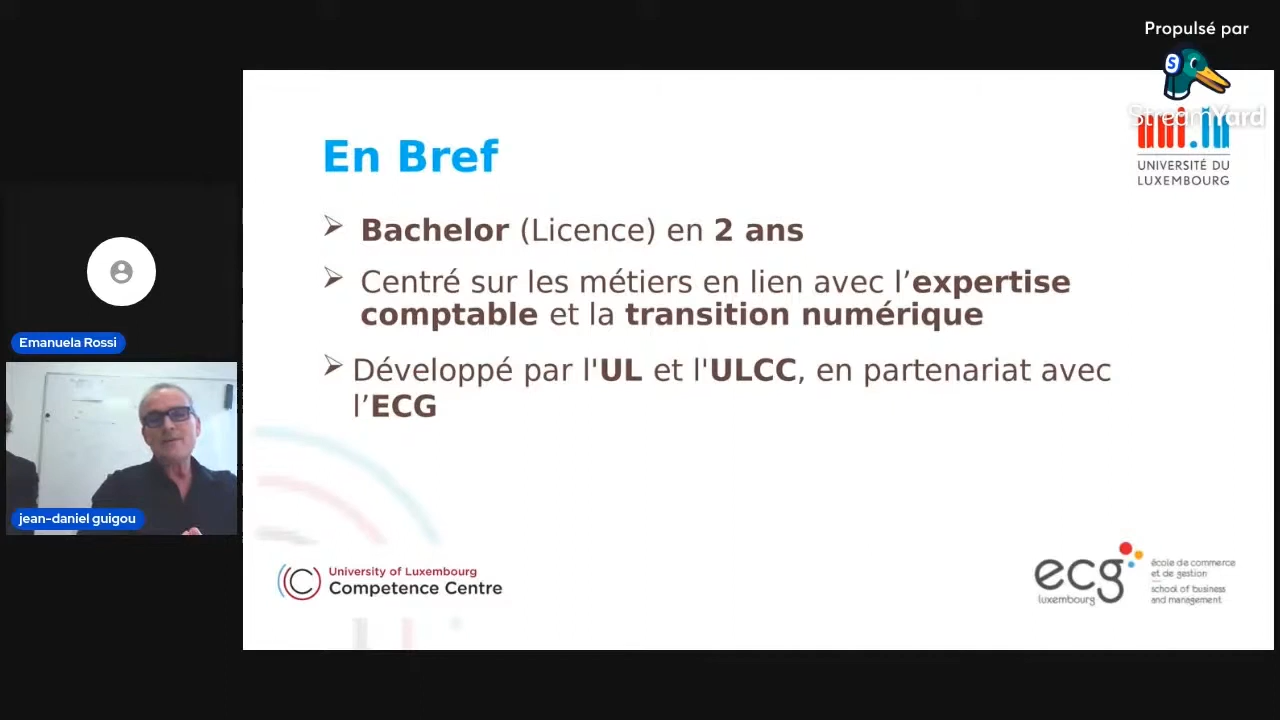 Propulsé par
StreamYard
uni.lu
UNIVERSITÉ DU
LUXEMBOURG
En Bref
Bachelor (Licence) en 2 ans
Centré sur les métiers en lien avec l’expertise
comptable et la transition numérique
Développé par l'UL et l'ULCC, en partenariat avec
l’ECG
Emanuela Rossi
jean-daniel guigou
University of Luxembourg
Competence Centre
ecg
luxembourg
école de commerce
et de gestion
school of business
and management